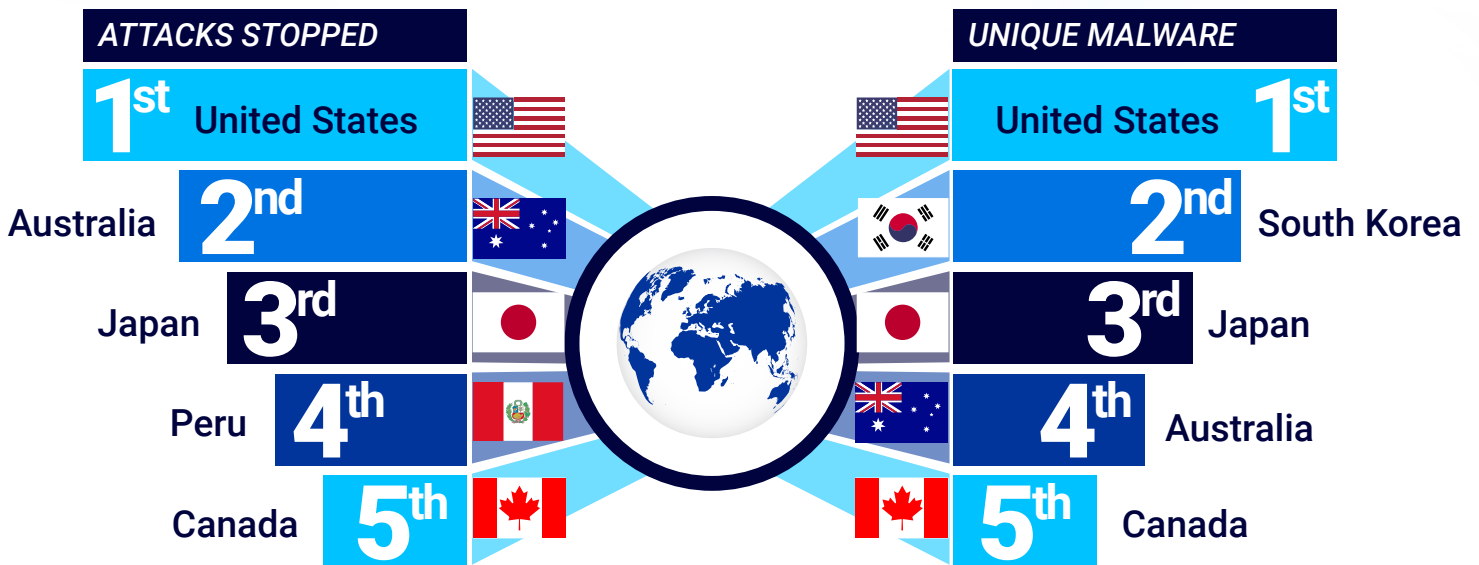 ATTACKS STOPPED
1st United States
Australia 2nd
Japan 3rd
Peru 4th
Canada 5th
UNIQUE MALWARE
United States 1st
2nd South Korea
3rd Japan
4th Australia
5th Canada